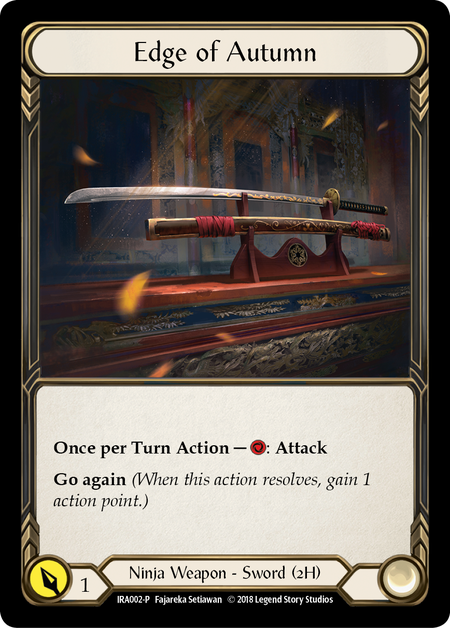 Edge of Autumn
Once per Turn Action — : Attack
Go again (When this action resolves, gain 1
action point.)
1
Ninja Weapon - Sword (2H)
IRA002-P Fajareka Setiawan © 2018 Legend Story Studios